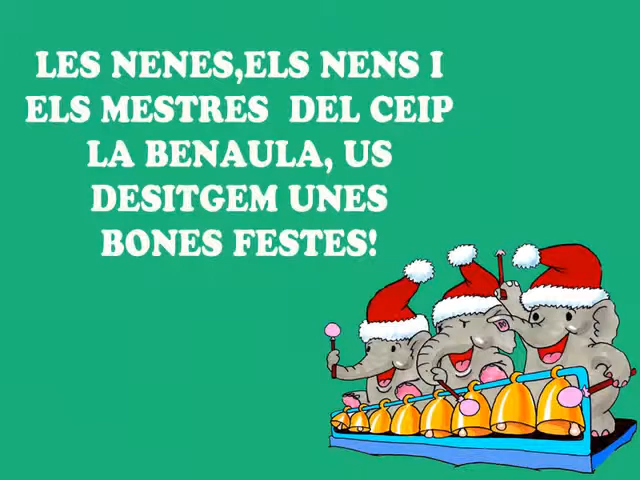 LES NENES,ELS NENS I
ELS MESTRES DEL CEIP
LA BENAULA, US
DESITGEM UNES
BONES FESTES!